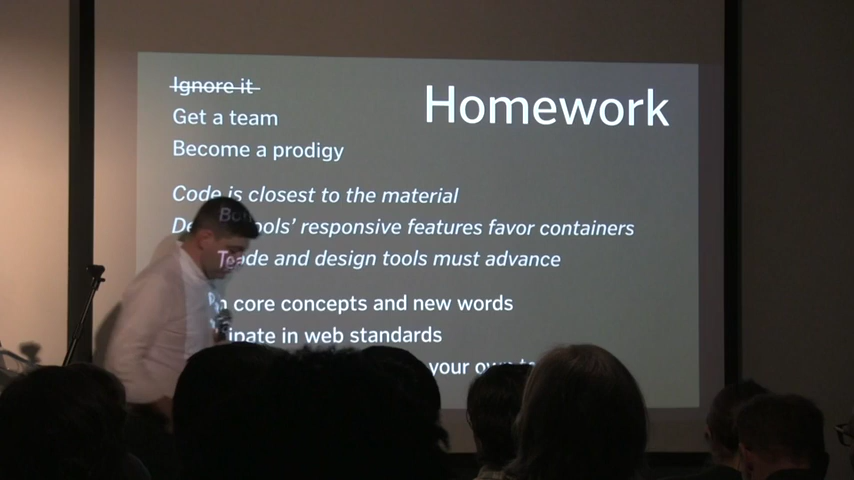 Homework
Ignore it
Get a team
Become a prodigy
Code is closest to the material
tools’ responsive features favor containers
and design tools must advance
core concepts and new words
in web standards
your own